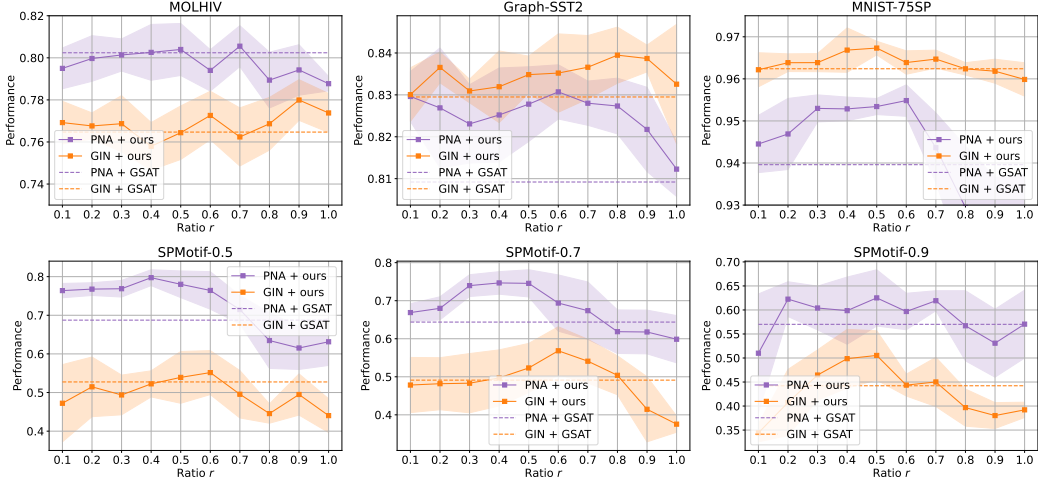 MOLHIV
Performance
0.82
0.80
0.78
0.76
0.74
PNA + ours
GIN + ours
PNA + GSAT
GIN + GSAT
0.1 0.2 0.3 0.4 0.5 0.6 0.7 0.8 0.9 1.0
Ratio r
Graph-SST2
Performance
0.84
0.83
0.82
0.81
PNA + ours
GIN + ours
PNA + GSAT
GIN + GSAT
0.1 0.2 0.3 0.4 0.5 0.6 0.7 0.8 0.9 1.0
Ratio r
MNIST-75SP
Performance
0.97
0.96
0.95
0.94
0.93
PNA + ours
GIN + ours
PNA + GSAT
GIN + GSAT
0.1 0.2 0.3 0.4 0.5 0.6 0.7 0.8 0.9 1.0
Ratio r
SPMotif-0.5
Performance
0.8
0.7
0.6
0.5
0.4
PNA + ours
GIN + ours
PNA + GSAT
GIN + GSAT
0.1 0.2 0.3 0.4 0.5 0.6 0.7 0.8 0.9 1.0
Ratio r
SPMotif-0.7
Performance
0.8
0.7
0.6
0.5
0.4
PNA + ours
GIN + ours
PNA + GSAT
GIN + GSAT
0.1 0.2 0.3 0.4 0.5 0.6 0.7 0.8 0.9 1.0
Ratio r
SPMotif-0.9
Performance
0.70
0.65
0.60
0.55
0.50
0.45
0.40
0.35
PNA + ours
GIN + ours
PNA + GSAT
GIN + GSAT
0.1 0.2 0.3 0.4 0.5 0.6 0.7 0.8 0.9 1.0
Ratio r